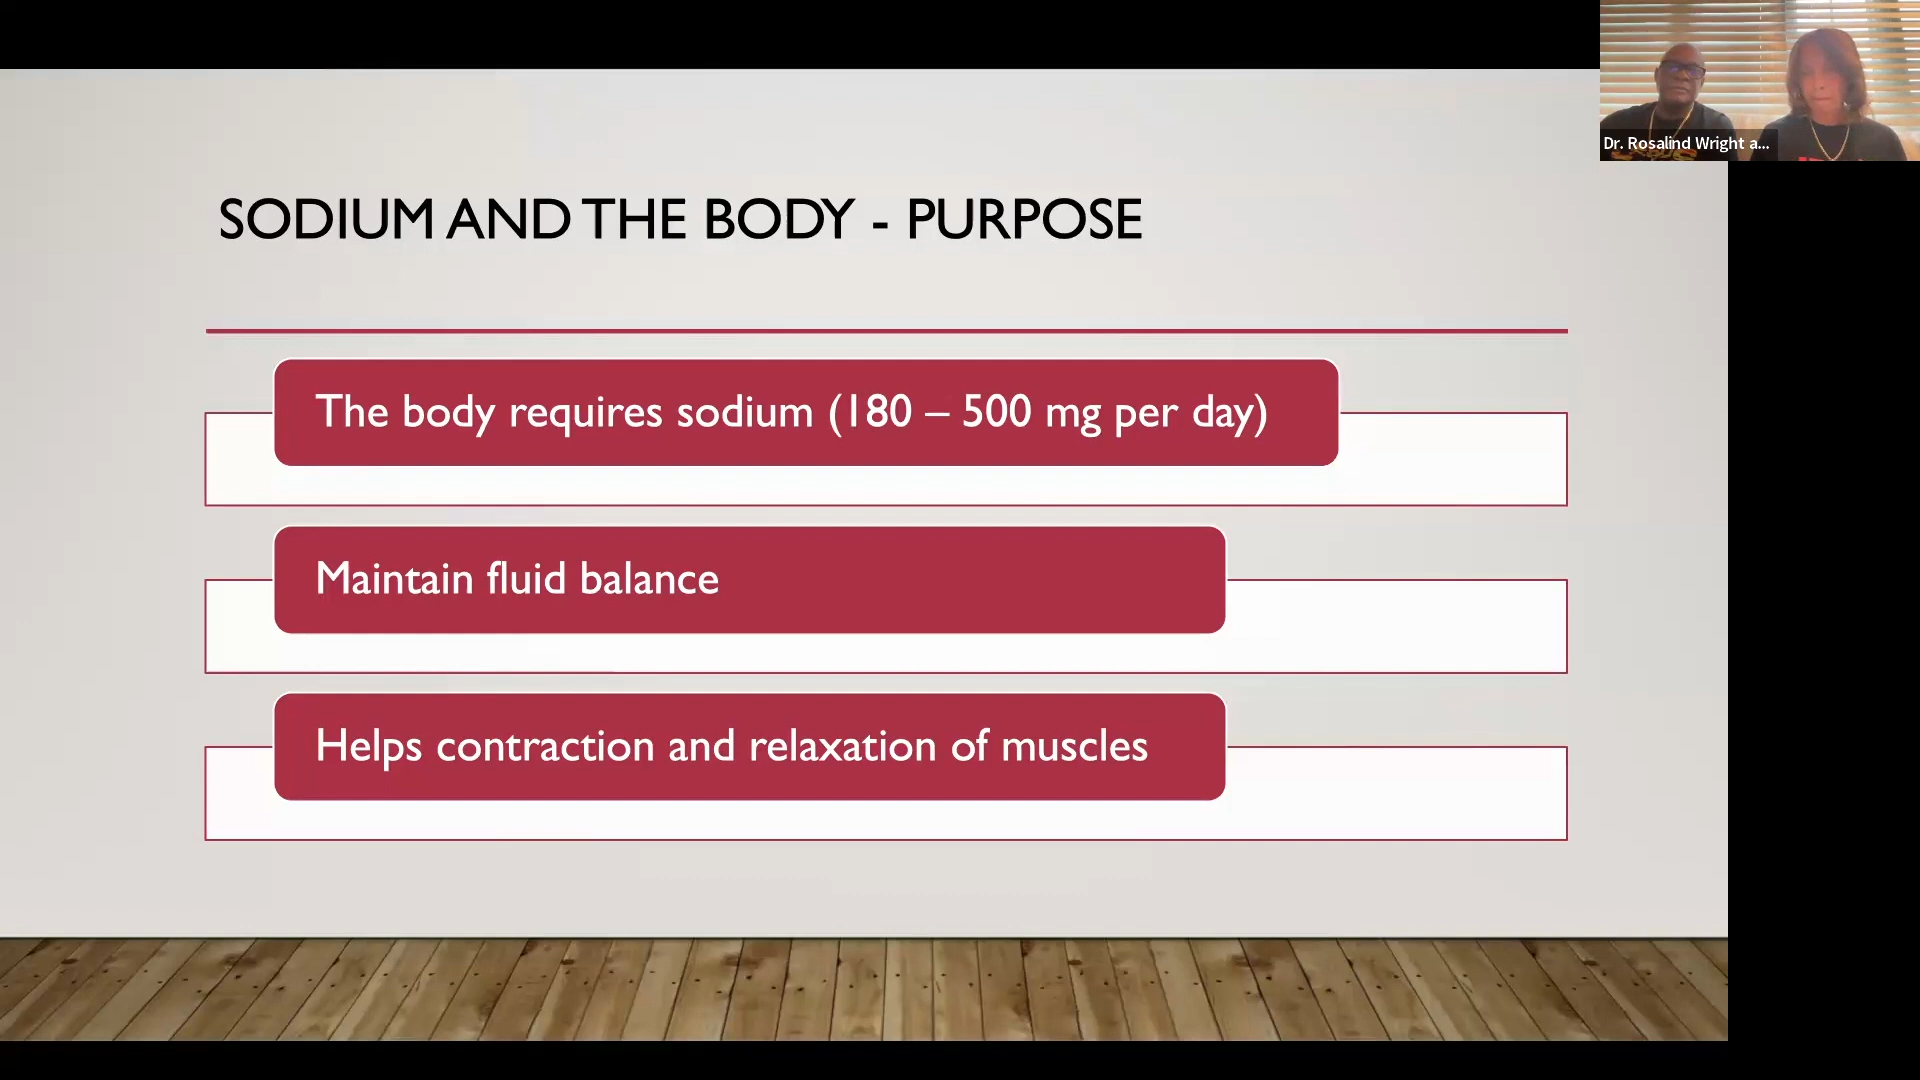 Dr. Rosalind Wright a...
SODIUM AND THE BODY - PURPOSE
The body requires sodium (180 – 500 mg per day)
Maintain fluid balance
Helps contraction and relaxation of muscles